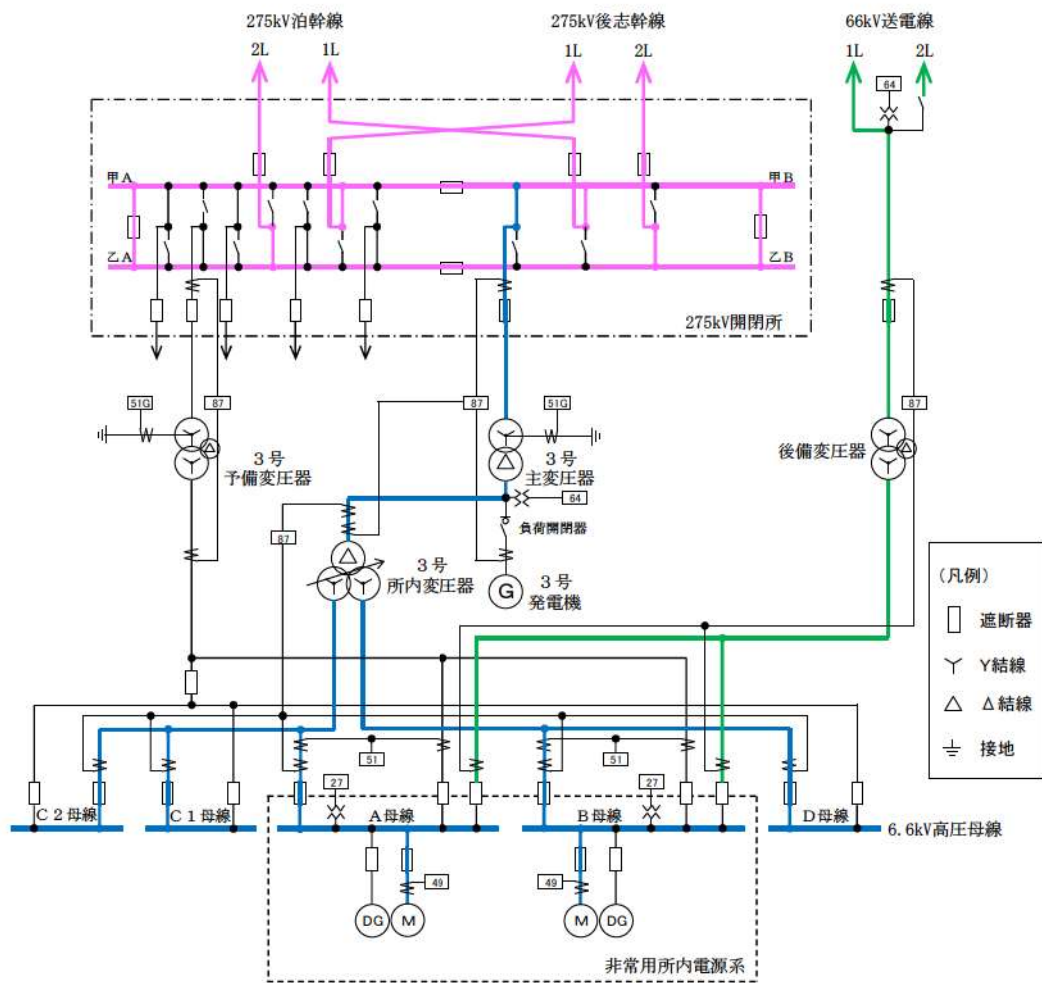 275kV泊幹線
275kV後志幹線
66kV送電線
2L
1L
1L
2L
1L
2L
64
甲A
甲B
乙A
乙B
275kV開閉所
51G
87
87
51G
87
3号
予備変圧器
3号
主変圧器
後備変圧器
64
87
負荷開閉器
3号
所内変圧器
G
3号
発電機
(凡例)
遮断器
Y結線
Δ結線
接地
51
51
27
27
C2母線
C1母線
A母線
B母線
D母線
6.6kV高圧母線
49
49
DG
M
M
DG
非常用所内電源系